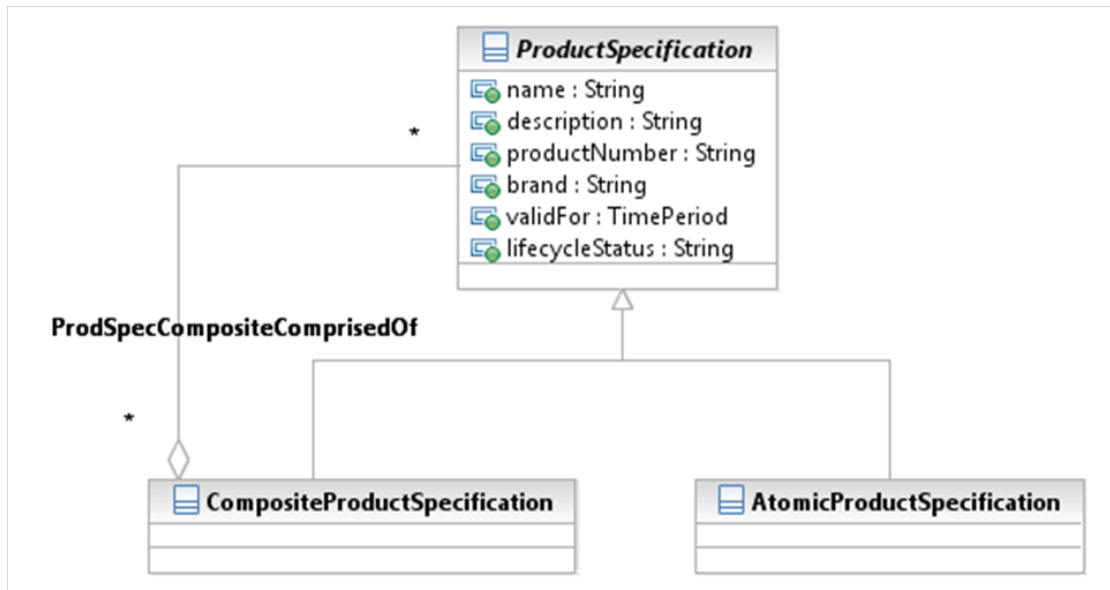 ProductSpecification
name : String
description : String
productNumber : String
brand : String
validFor : TimePeriod
lifecycleStatus : String
*
ProdSpecCompositeComprisedOf
*
CompositeProductSpecification
AtomicProductSpecification